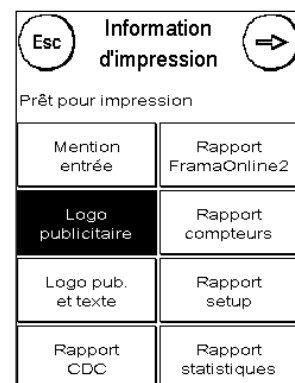 Esc
Information
d'impression
Prêt pour impression
Mention
entrée
Rapport
FramaOnline2
Logo
publicitaire
Rapport
compteurs
Logo pub.
et texte
Rapport
setup
Rapport
CDC
Rapport
statistiques